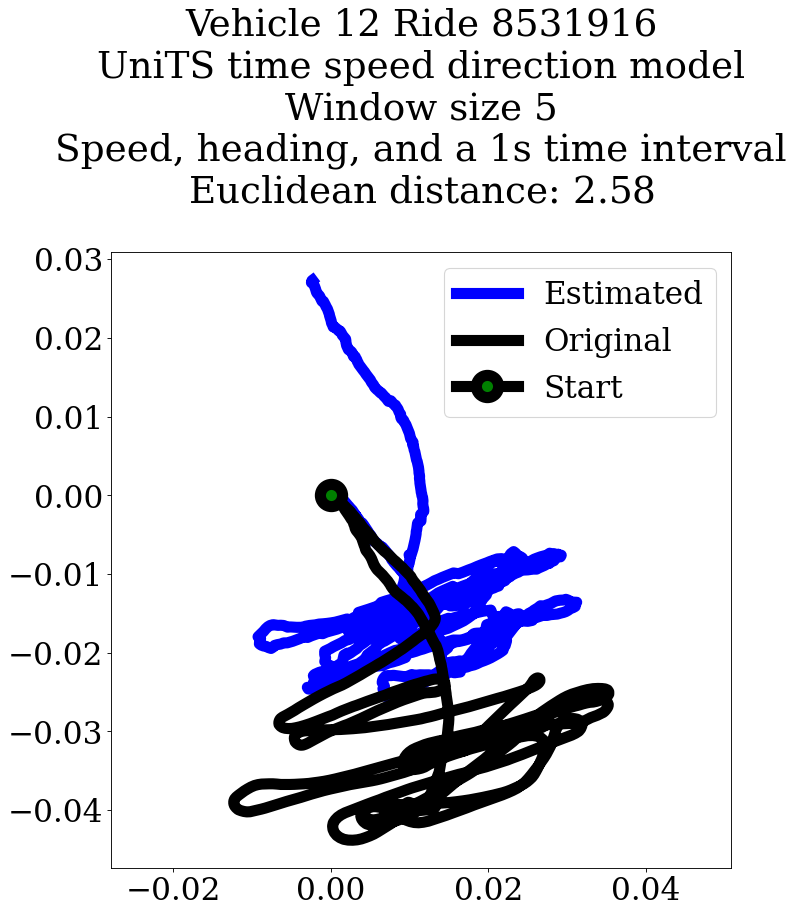 Vehicle 12 Ride 8531916
UniTS time speed direction model
Window size 5
Speed, heading, and a 1s time interval
Euclidean distance: 2.58
0.03
0.02
0.01
0.00
−0.01
−0.02
−0.03
−0.04
Estimated
Original
Start
−0.02
0.00
0.02
0.04